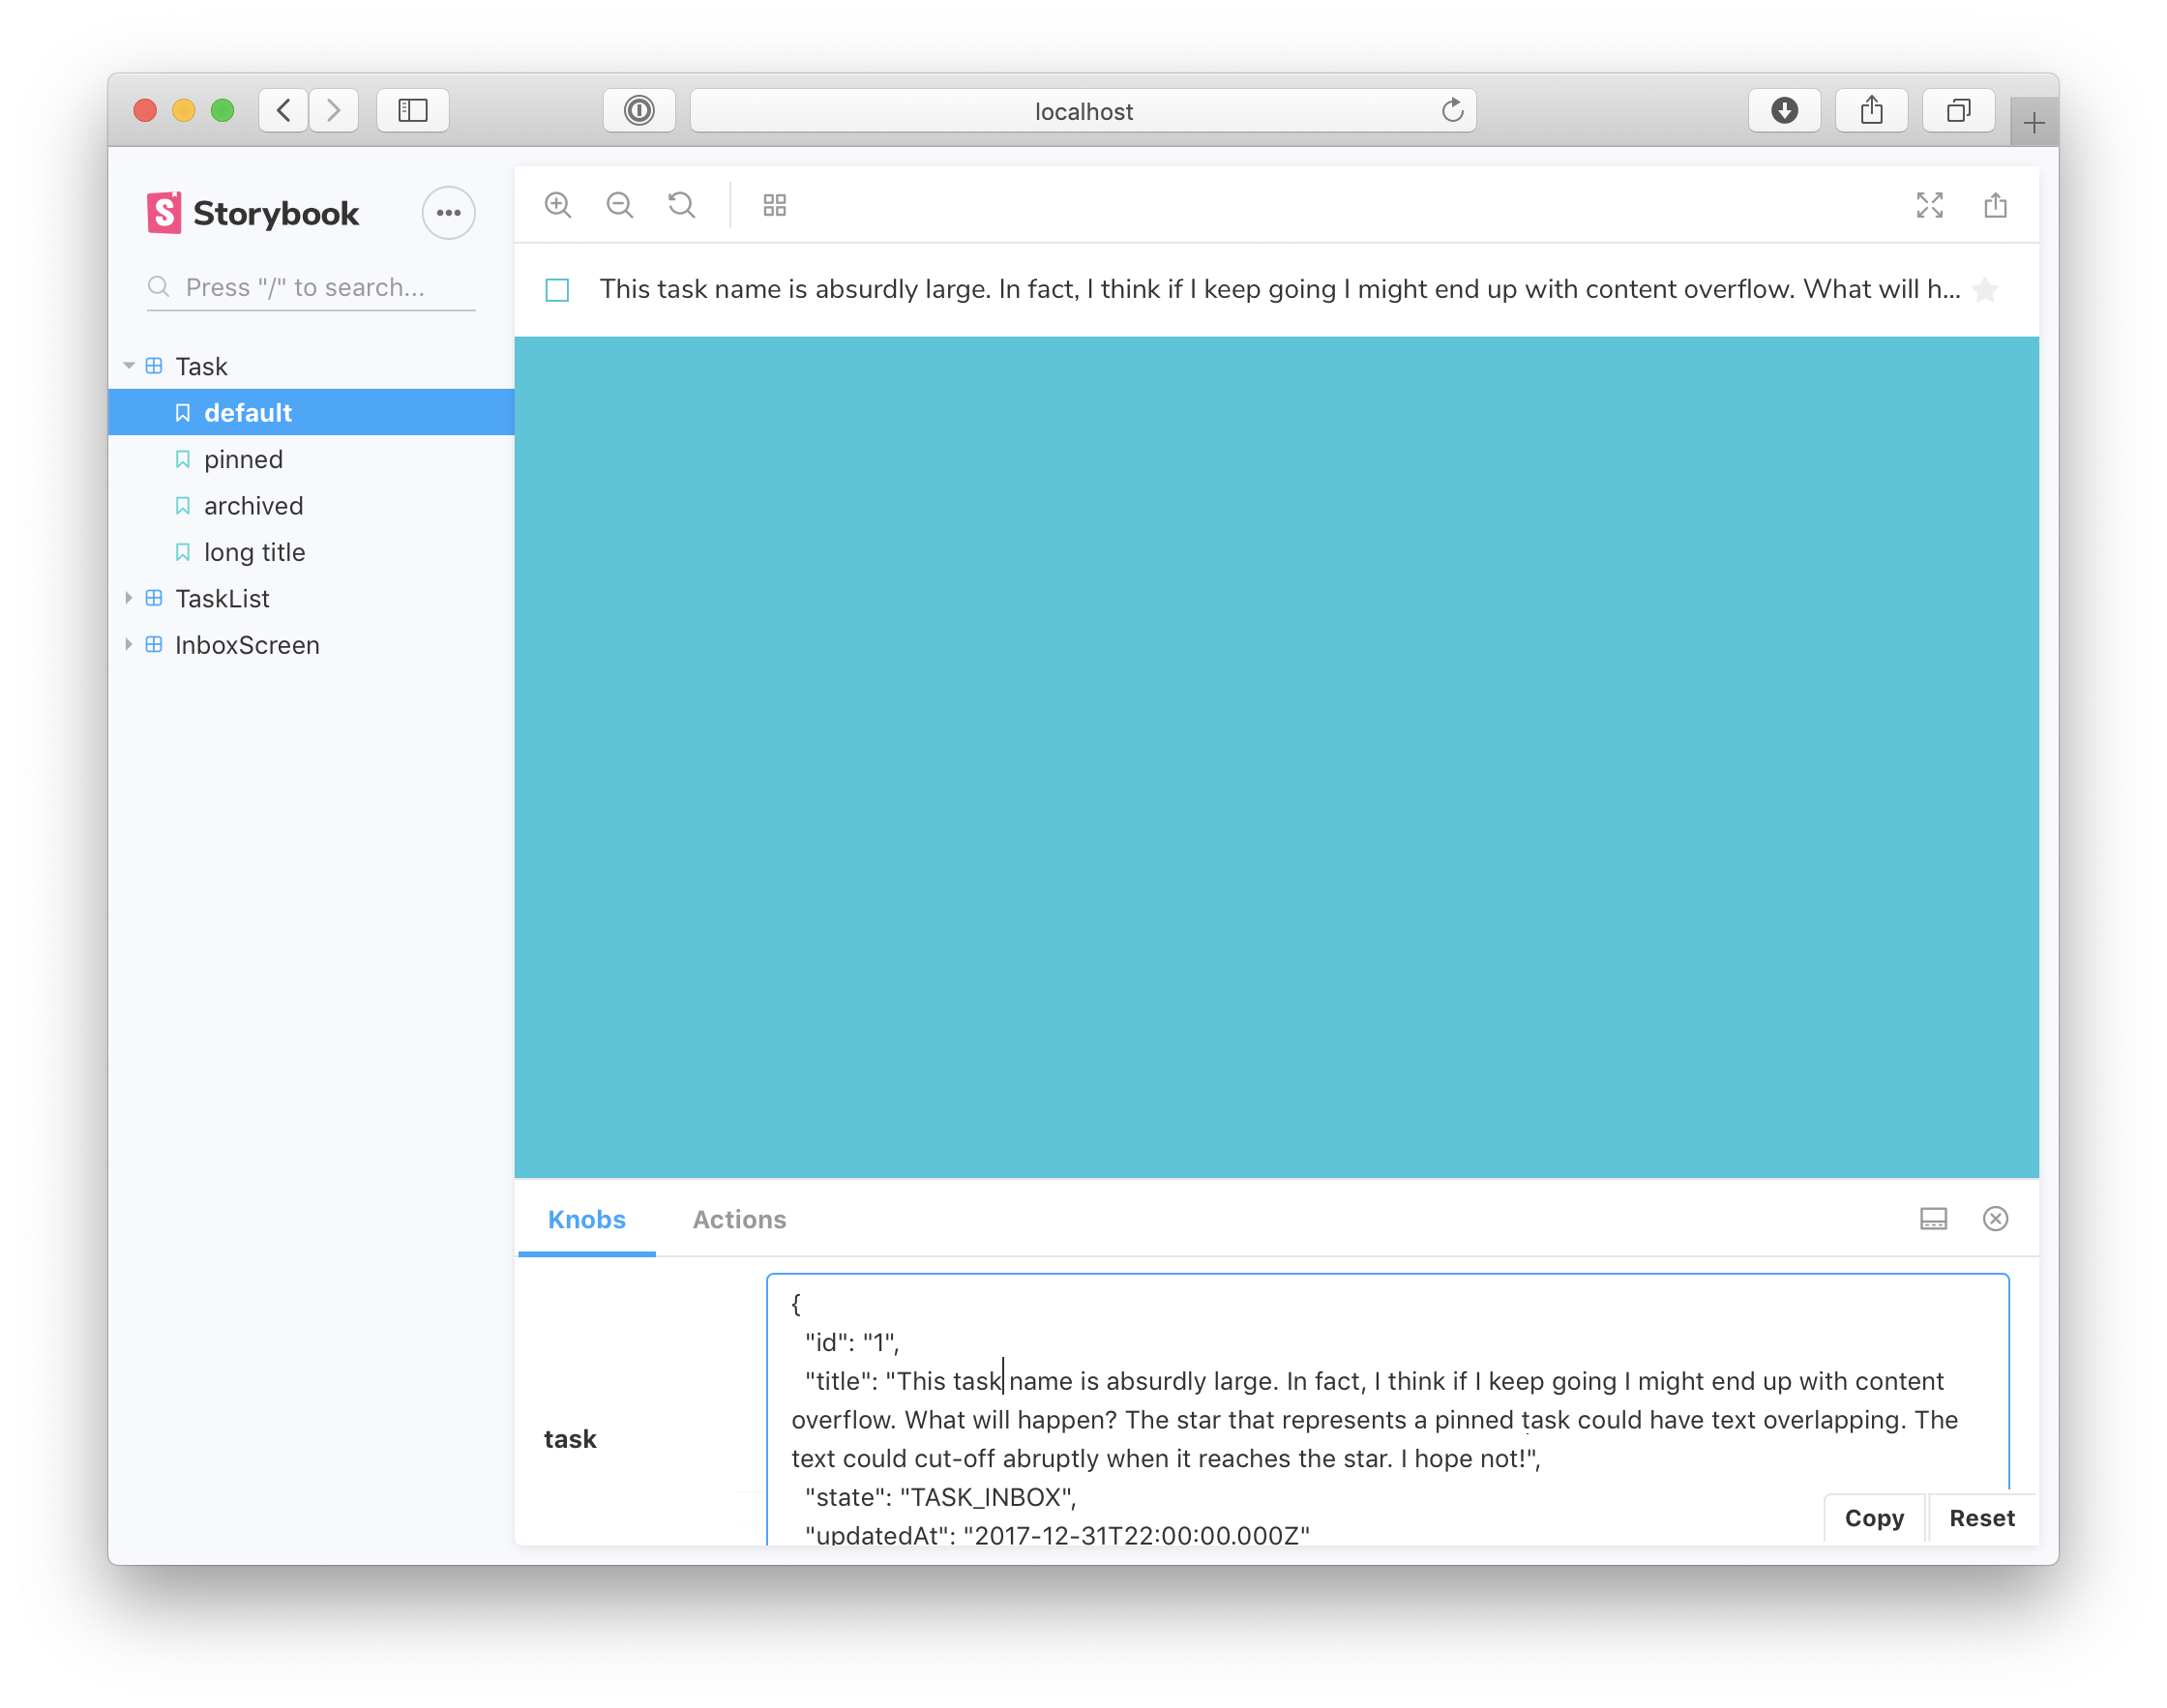 localhost
Storybook
Press "/" to search...
Task
default
pinned
archived
long title
TaskList
InboxScreen
This task name is absurdly large. In fact, I think if I keep going I might end up with content overflow. What will h...
Knobs
Actions
task
{
"id": "1",
"title": "This task name is absurdly large. In fact, I think if I keep going I might end up with content
overflow. What will happen? The star that represents a pinned task could have text overlapping. The
text could cut-off abruptly when it reaches the star. I hope not!",
"state": "TASK_INBOX",
"updatedAt": "2017-12-31T22:00:00.000Z"
Copy
Reset